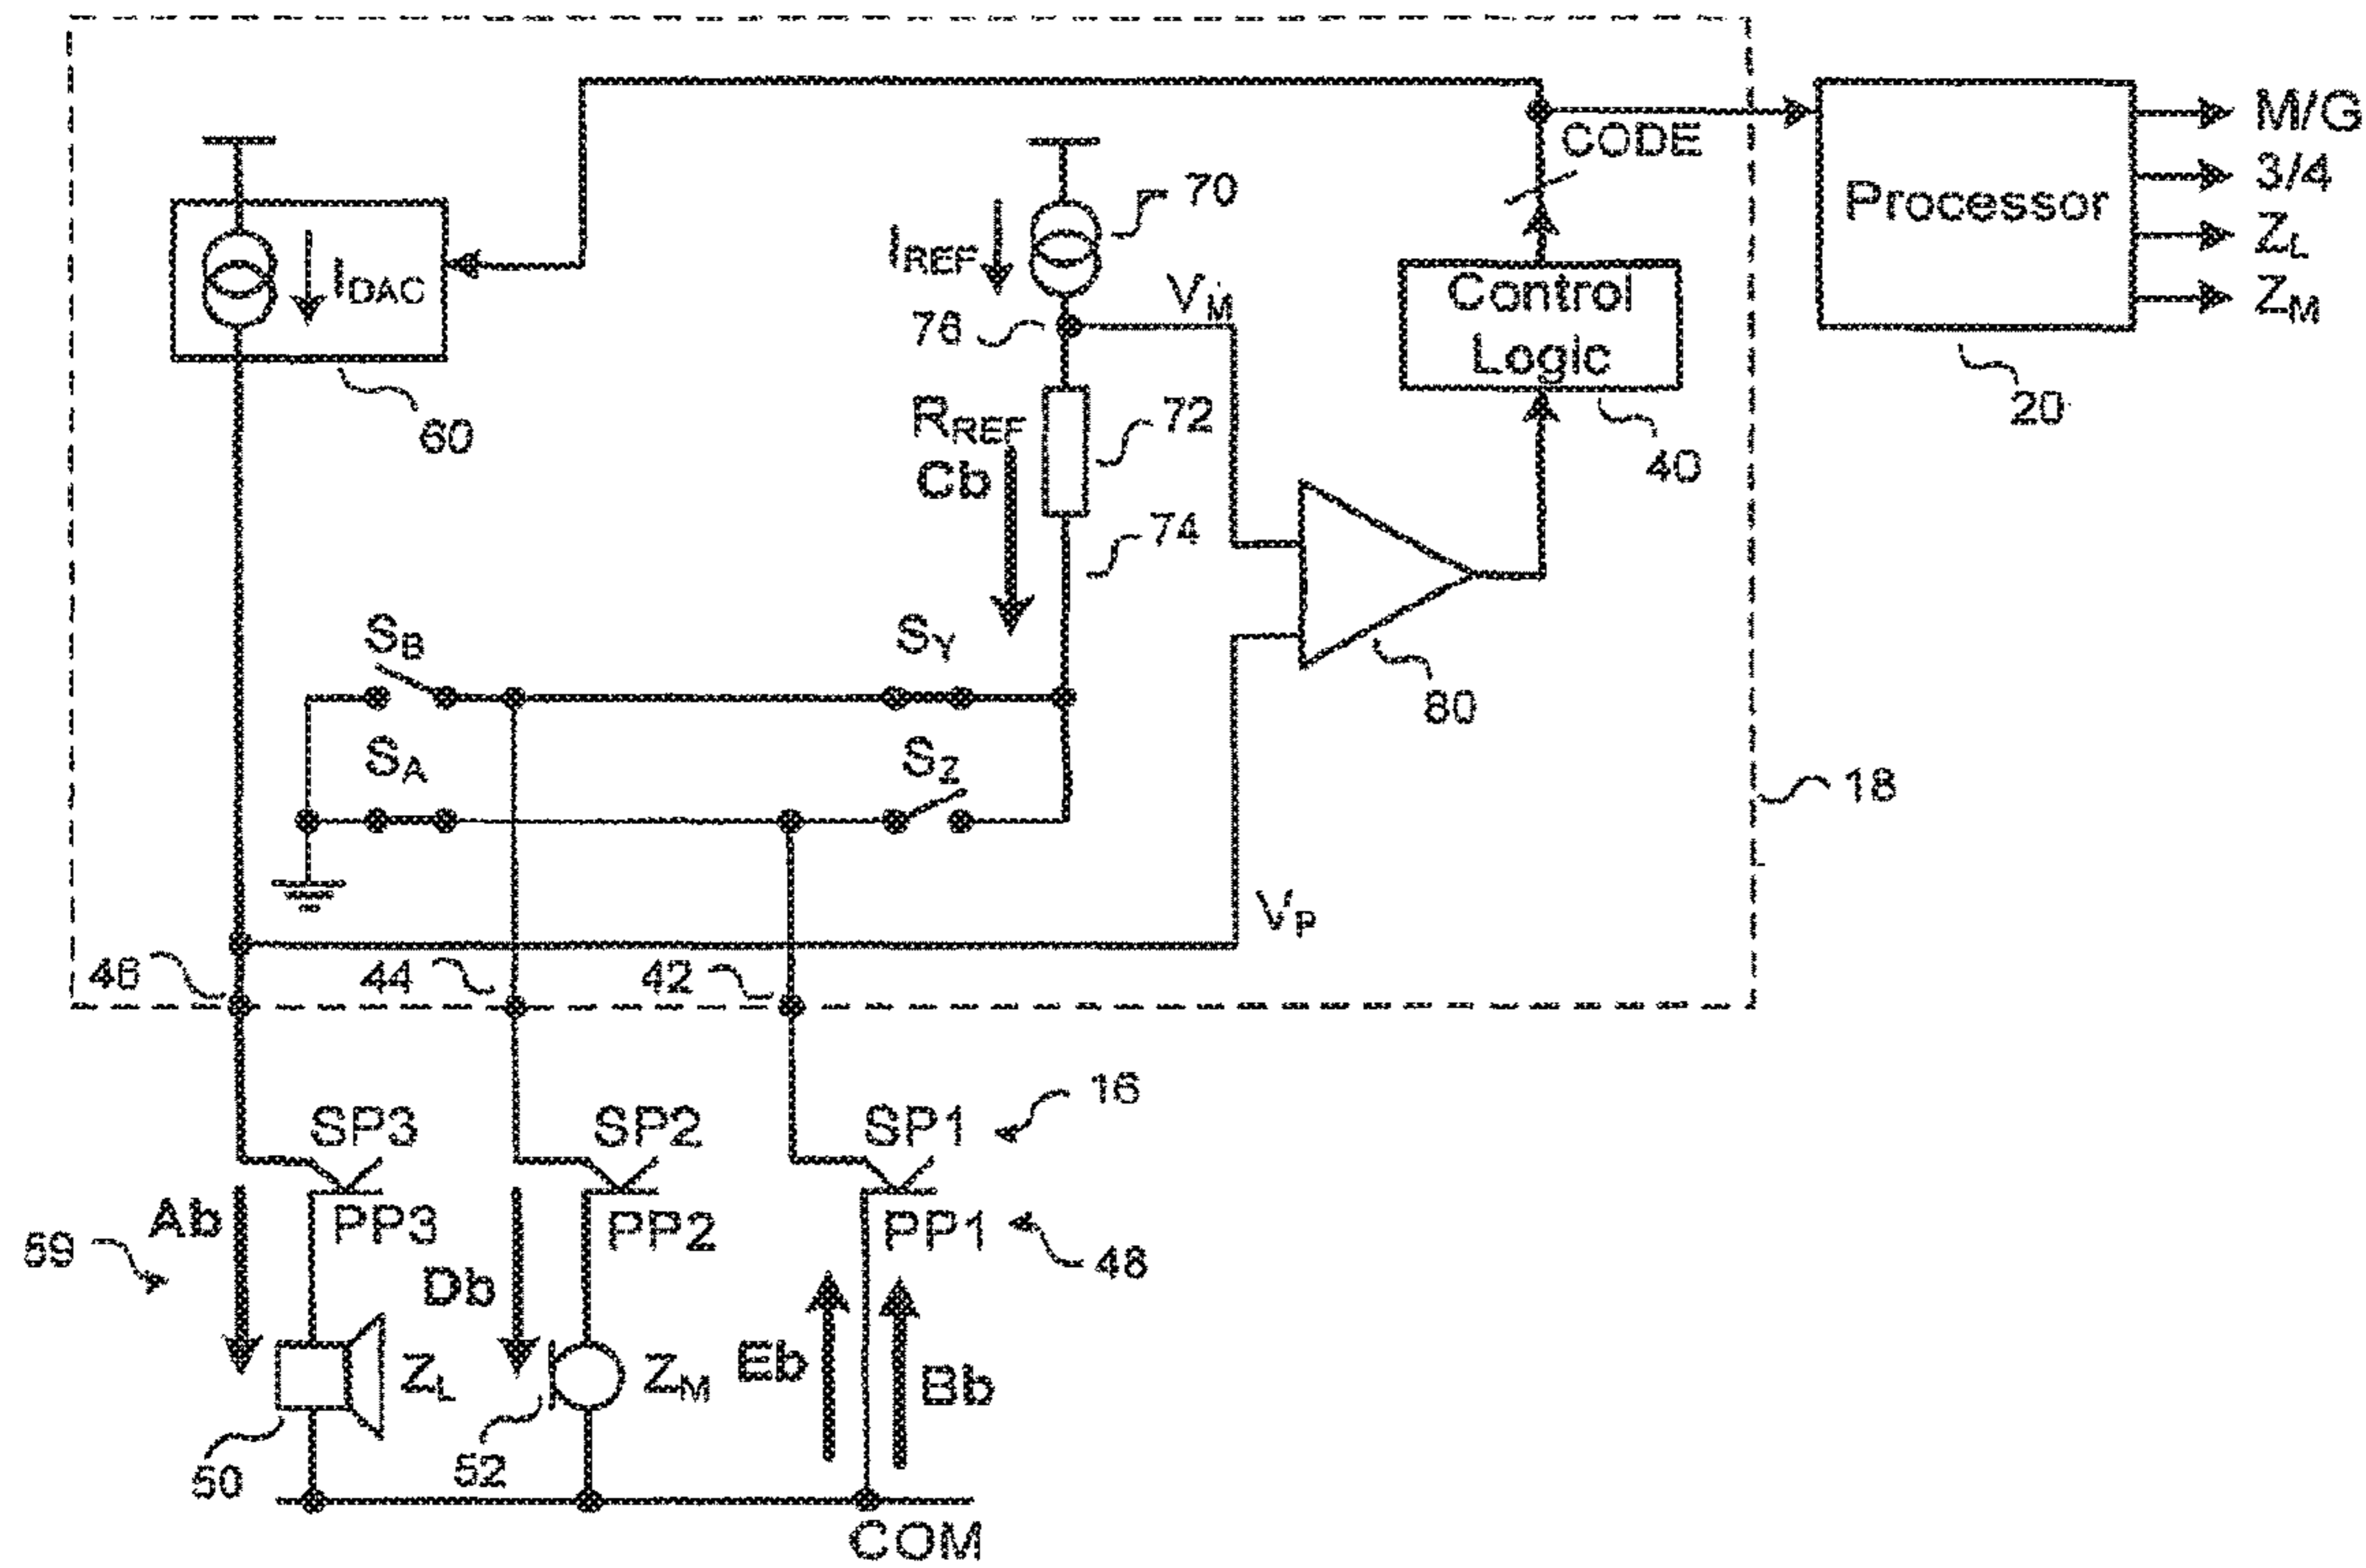 M/G
CODE
3/4
Processor
70
I_REF
Z_L
I_DAC
V_M
Control
Logic
Z_M
76
20
60
R_REF
72
Cb
40
74
S_B
S_Y
80
S_A
S_Z
18
V_P
46
44
42
SP3
SP2
SP1
16
Ab
PP3
PP2
PP1
69
48
Db
Z_L
Z_M
Eb
Bb
50
52
COM